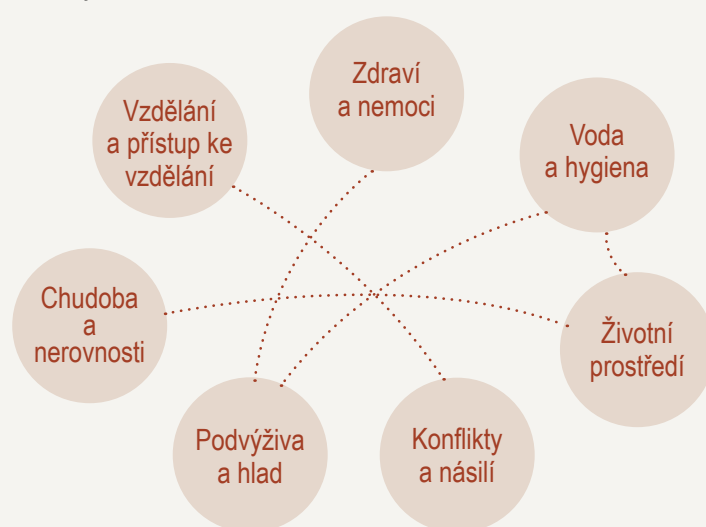 Zdraví
a nemoci
Vzdělání
a přístup ke
vzdělání
Voda
a hygiena
Chudoba
a
nerovnosti
Životní
prostředí
Podvýživa
a hlad
Konflikty
a násilí